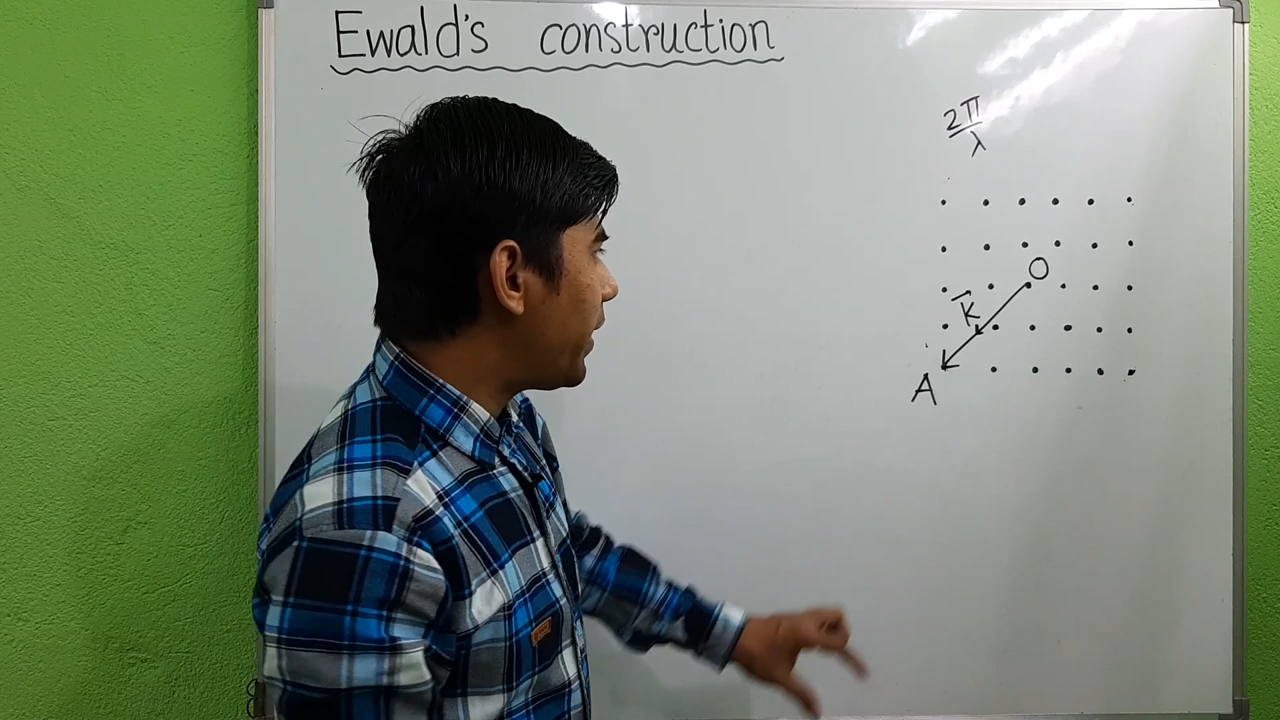 Ewald's construction
2π/λ
O
k⃗
A